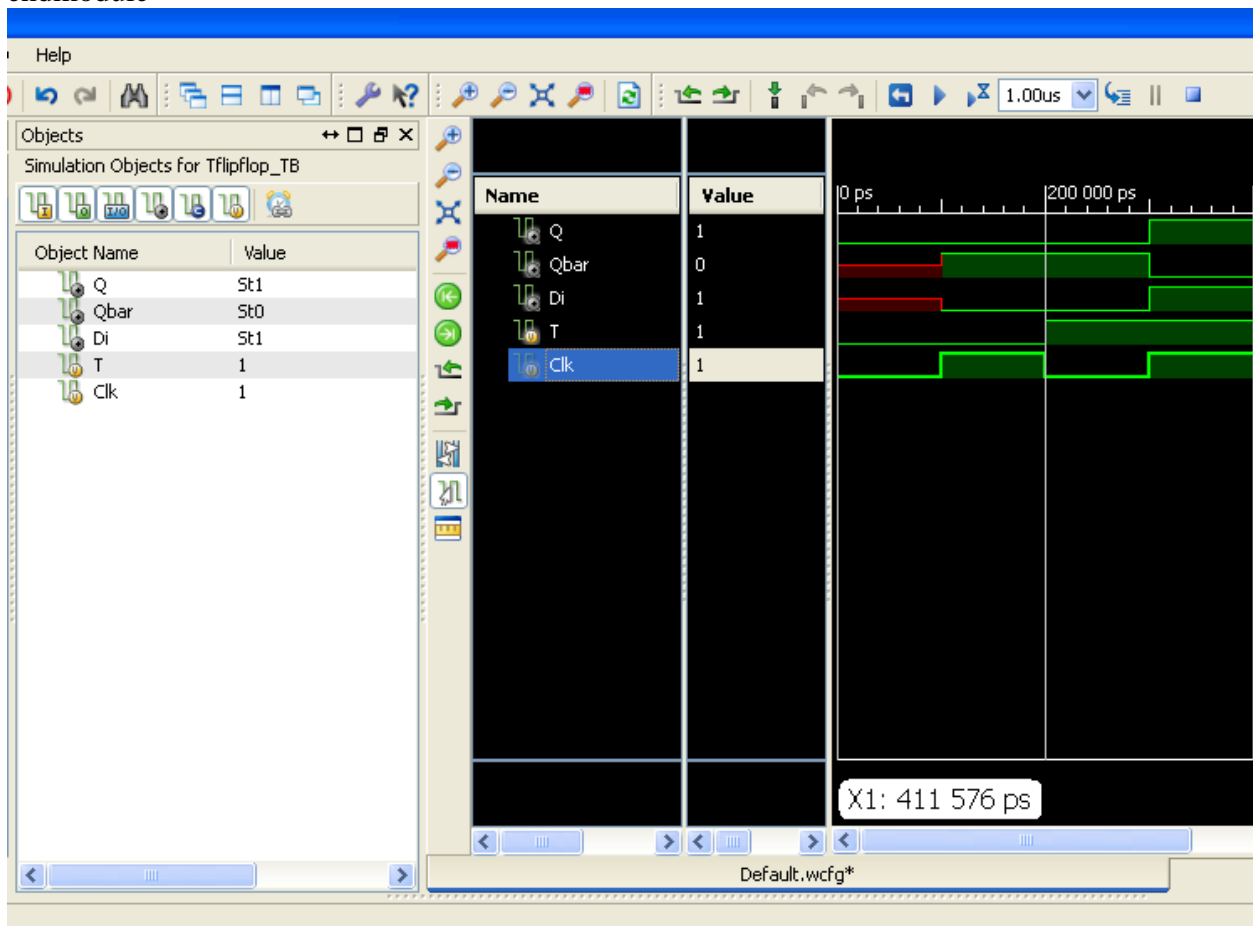 Help
1.00us
Objects
Simulation Objects for Tflipflop_TB
Object Name Value
Q St1
Qbar St0
Di St1
T 1
Clk 1
Name Value
Q 1
Qbar 0
Di 1
T 1
Clk 1
0 ps 200 000 ps
X1: 411 576 ps
Default.wcfg*